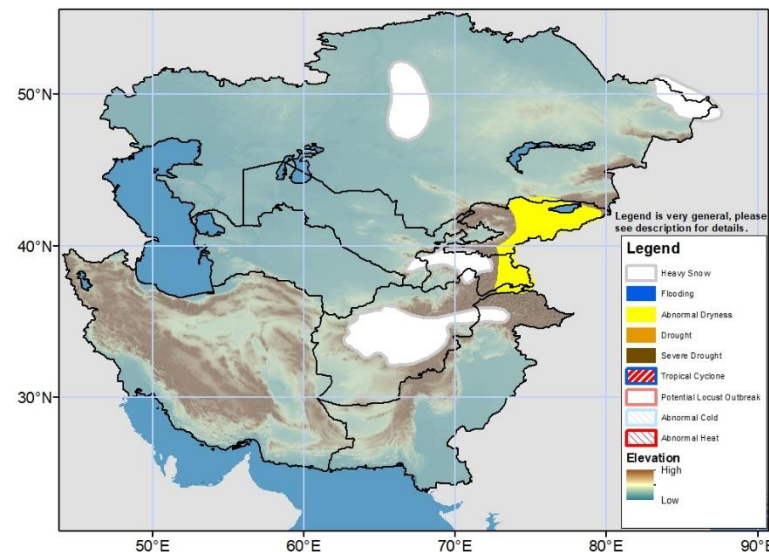 50°N
40°N
30°N
Legend is very general, please
see description for details.
Legend
Heavy Snow
Flooding
Abnormal Dryness
Drought
Severe Drought
Tropical Cyclone
Potential Locust Outbreak
Abnormal Cold
Abnormal Heat
Elevation
High
Low
50°E
60°E
70°E
80°E
90°E